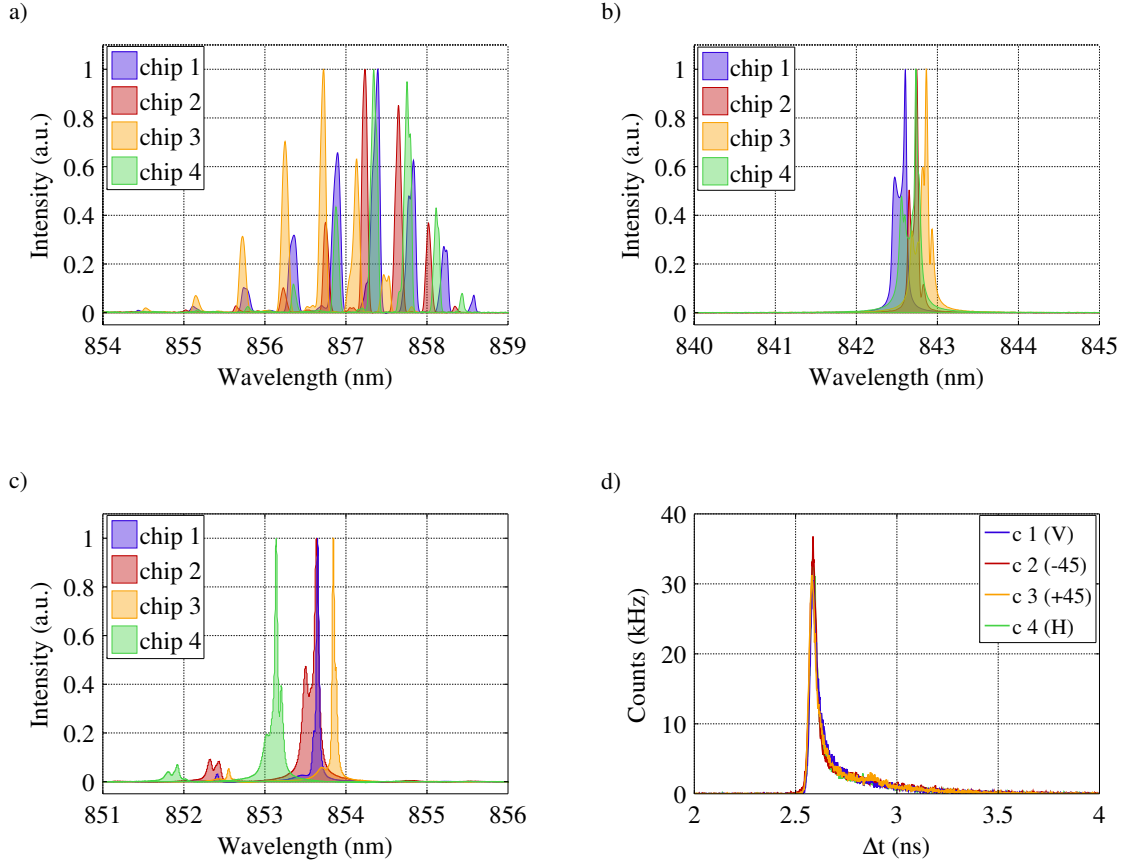 a)
chip 1
chip 2
chip 3
chip 4
Intensity (a.u.)
1
0.8
0.6
0.4
0.2
0
854 855 856 857 858 859
Wavelength (nm)
b)
chip 1
chip 2
chip 3
chip 4
Intensity (a.u.)
1
0.8
0.6
0.4
0.2
0
840 841 842 843 844 845
Wavelength (nm)
c)
chip 1
chip 2
chip 3
chip 4
Intensity (a.u.)
1
0.8
0.6
0.4
0.2
0
851 852 853 854 855 856
Wavelength (nm)
d)
c 1 (V)
c 2 (-45)
c 3 (+45)
c 4 (H)
Counts (kHz)
40
30
20
10
0
2 2.5 3 3.5 4
Δt (ns)